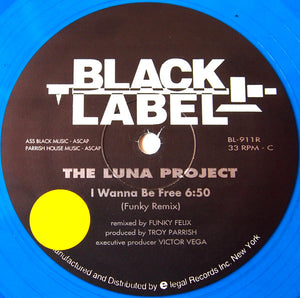 BLACK
LABEL
BL-911R
33 RPM - C
ASS BLACK MUSIC - ASCAP
PARRISH HOUSE MUSIC - ASCAP
THE LUNA PROJECT
I Wanna Be Free 6:50
(Funky Remix)
remixed by FUNKY FELIX
produced by TROY PARRISH
executive producer VICTOR VEGA
Manufactured and Distributed by e legal Records Inc. New York